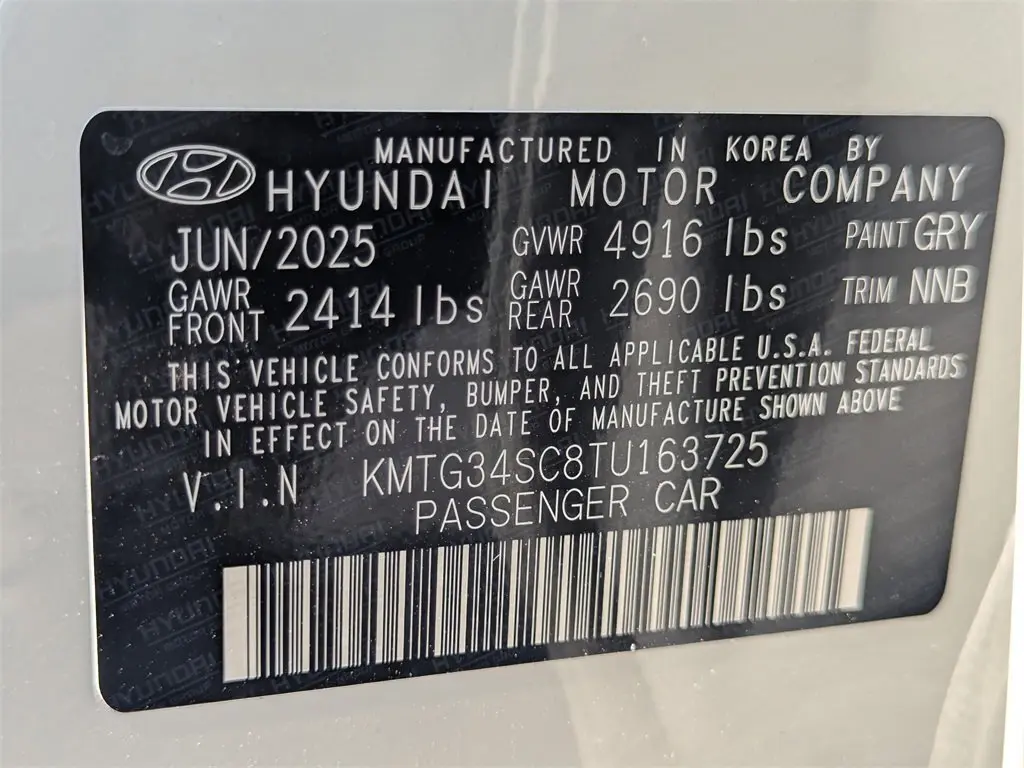 MANUFACTURED IN KOREA BY
HYUNDAI MOTOR COMPANY
JUN/2025 GVWR 4916 lbs PAINT GRY
GAWR FRONT 2414 lbs GAWR REAR 2690 lbs TRIM NNB
THIS VEHICLE CONFORMS TO ALL APPLICABLE U.S.A. FEDERAL
MOTOR VEHICLE SAFETY, BUMPER, AND THEFT PREVENTION STANDARDS
IN EFFECT ON THE DATE OF MANUFACTURE SHOWN ABOVE
V.I.N KMTG34SC8TU163725
PASSENGER CAR